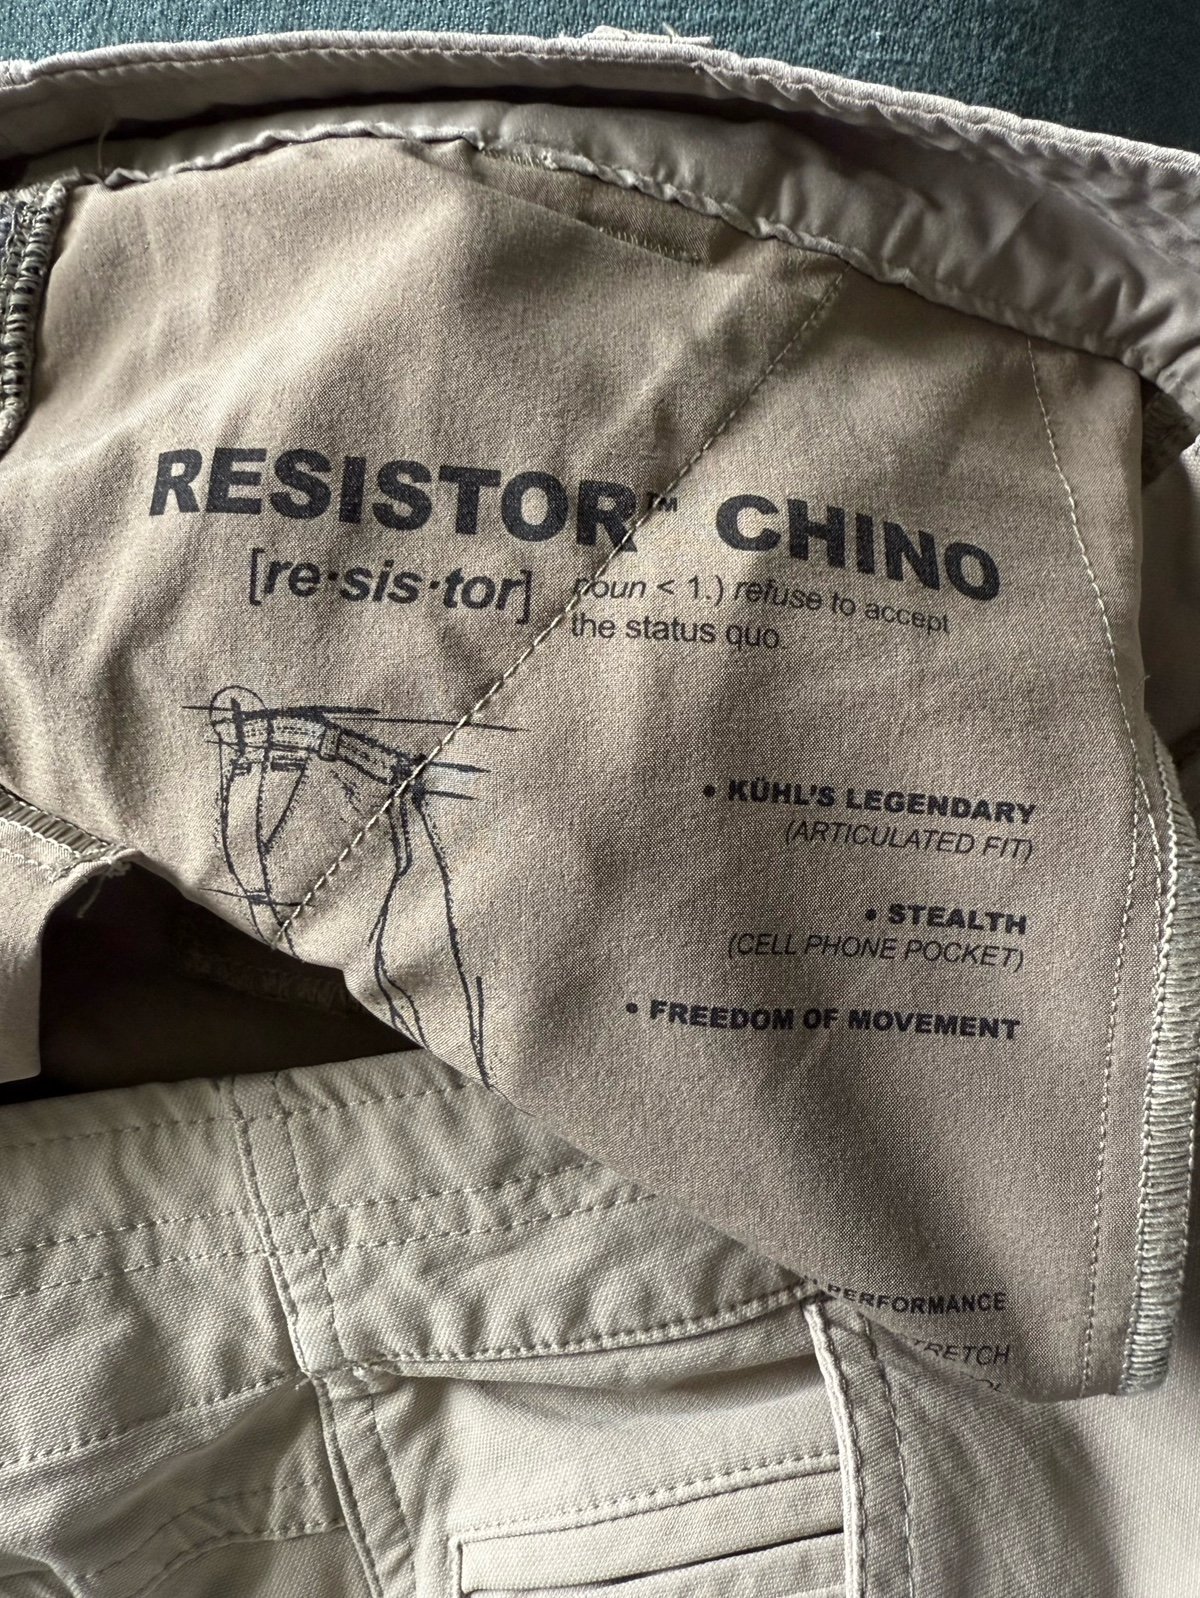 RESISTOR™ CHINO
[re·sis·tor] noun < 1.) refuse to accept
the status quo.
• KÜHL'S LEGENDARY
(ARTICULATED FIT)
• STEALTH
(CELL PHONE POCKET)
• FREEDOM OF MOVEMENT
PERFORMANCE